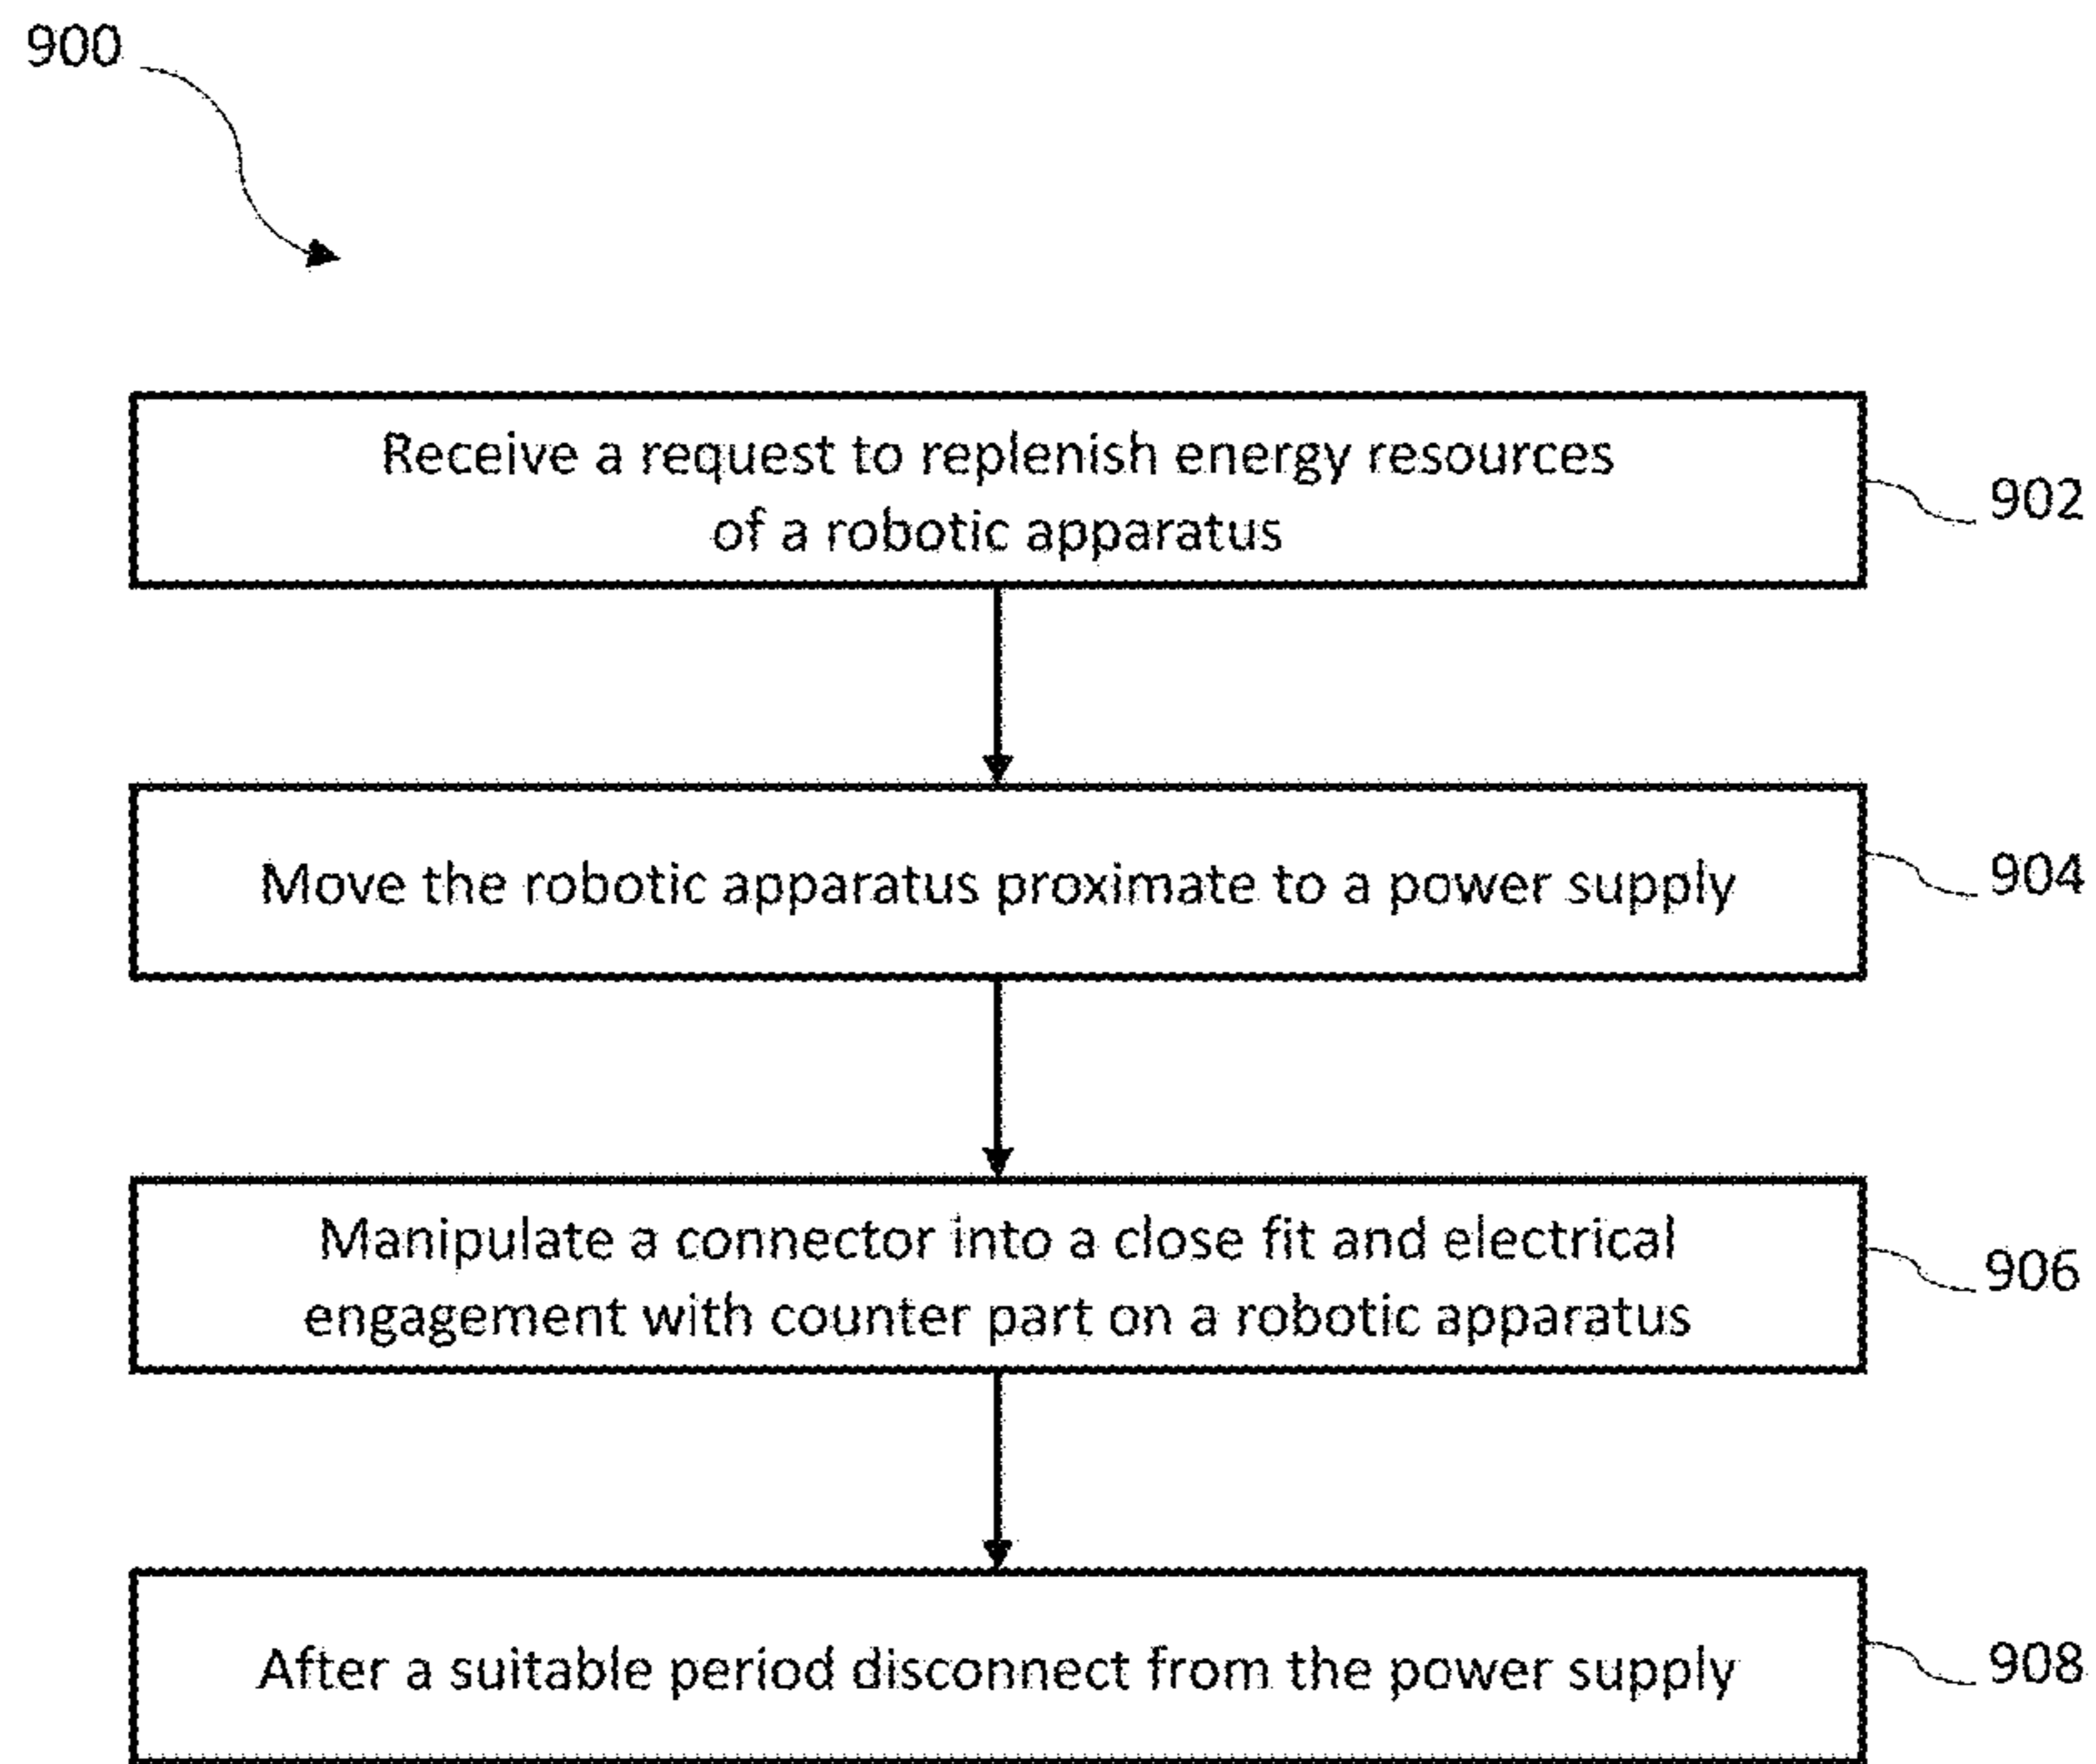 900
Receive a request to replenish energy resources
of a robotic apparatus
902
Move the robotic apparatus proximate to a power supply
904
Manipulate a connector into a close fit and electrical
engagement with counter part on a robotic apparatus
906
After a suitable period disconnect from the power supply
908